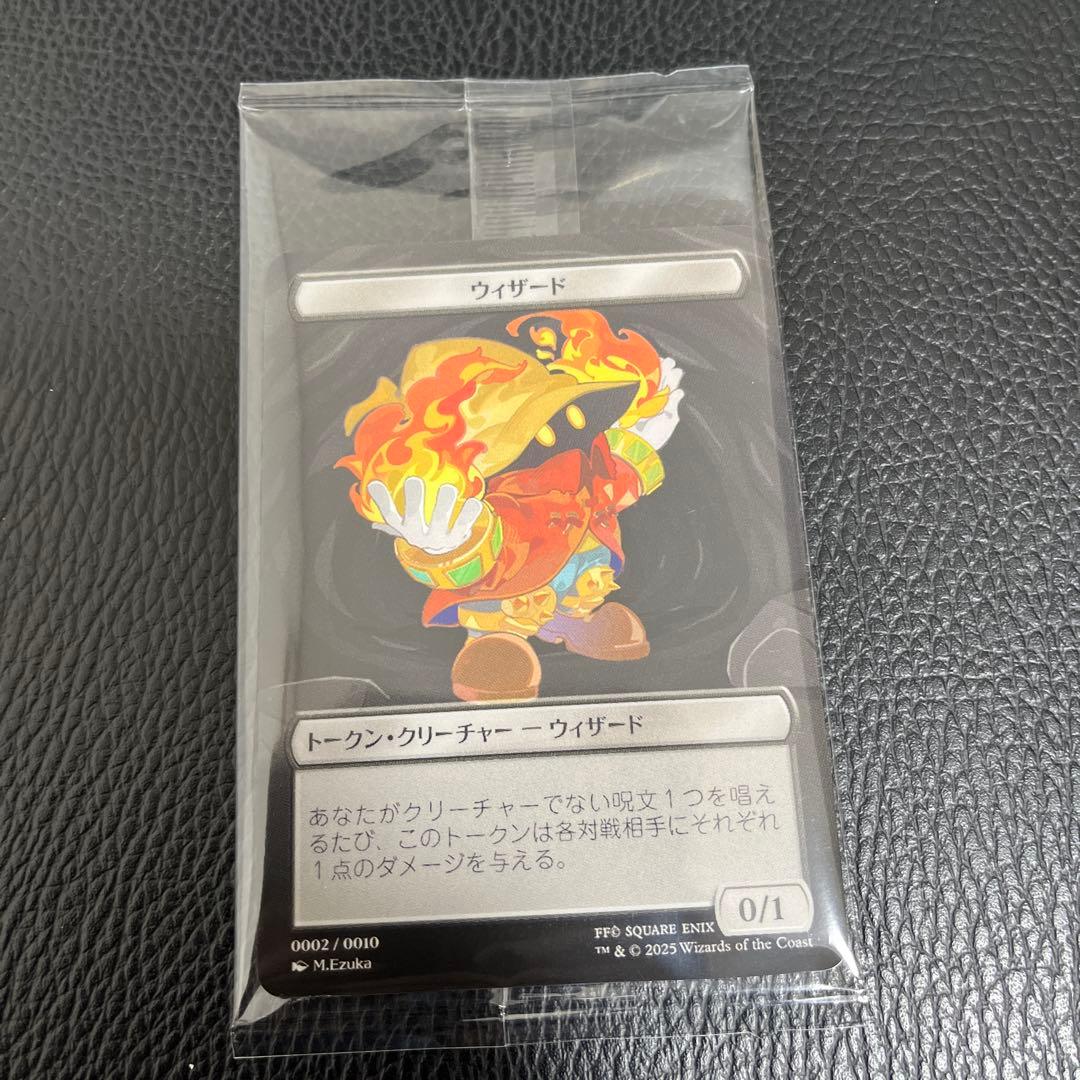 ウィザード
トークン・クリーチャー — ウィザード
あなたがクリーチャーでない呪文1つを唱え
るたび、このトークンは各対戦相手にそれぞれ
1点のダメージを与える。
0/1
0002 / 0010
M.Ezuka
FF© SQUARE ENIX
™ & © 2025 Wizards of the Coast